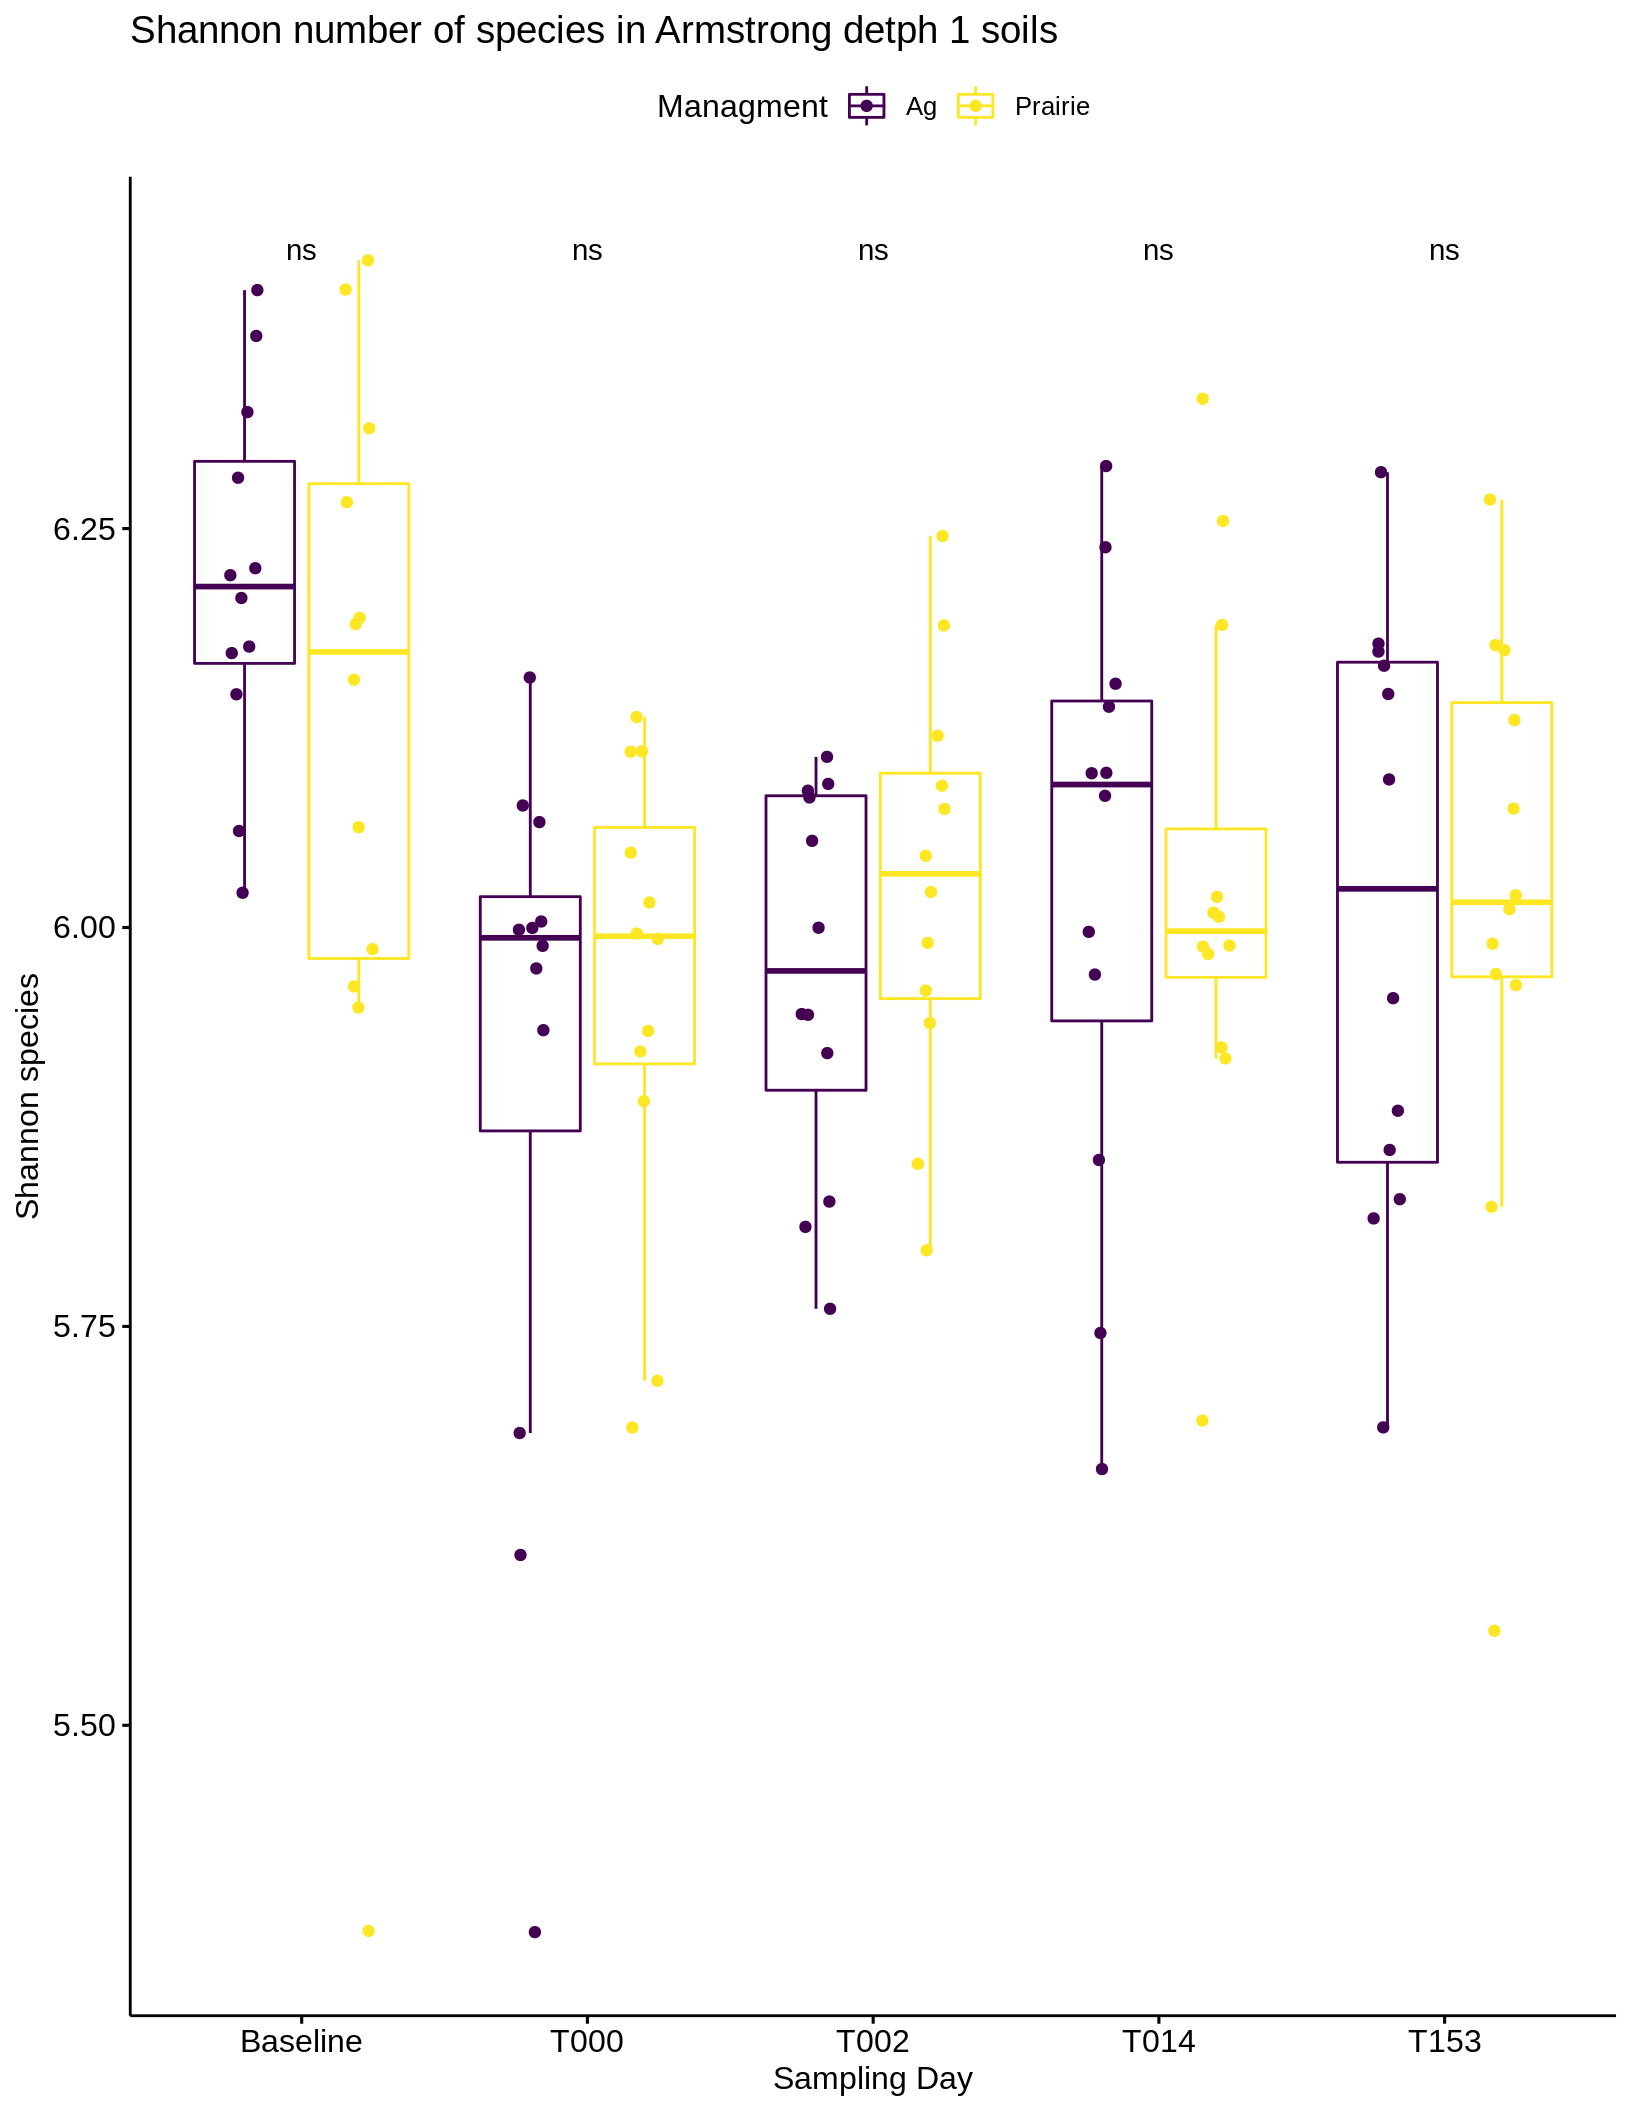 Shannon number of species in Armstrong detph 1 soils
Managment Ag Prairie
ns ns ns ns ns
6.25
6.00
5.75
5.50
Shannon species
Baseline T000 T002 T014 T153
Sampling Day